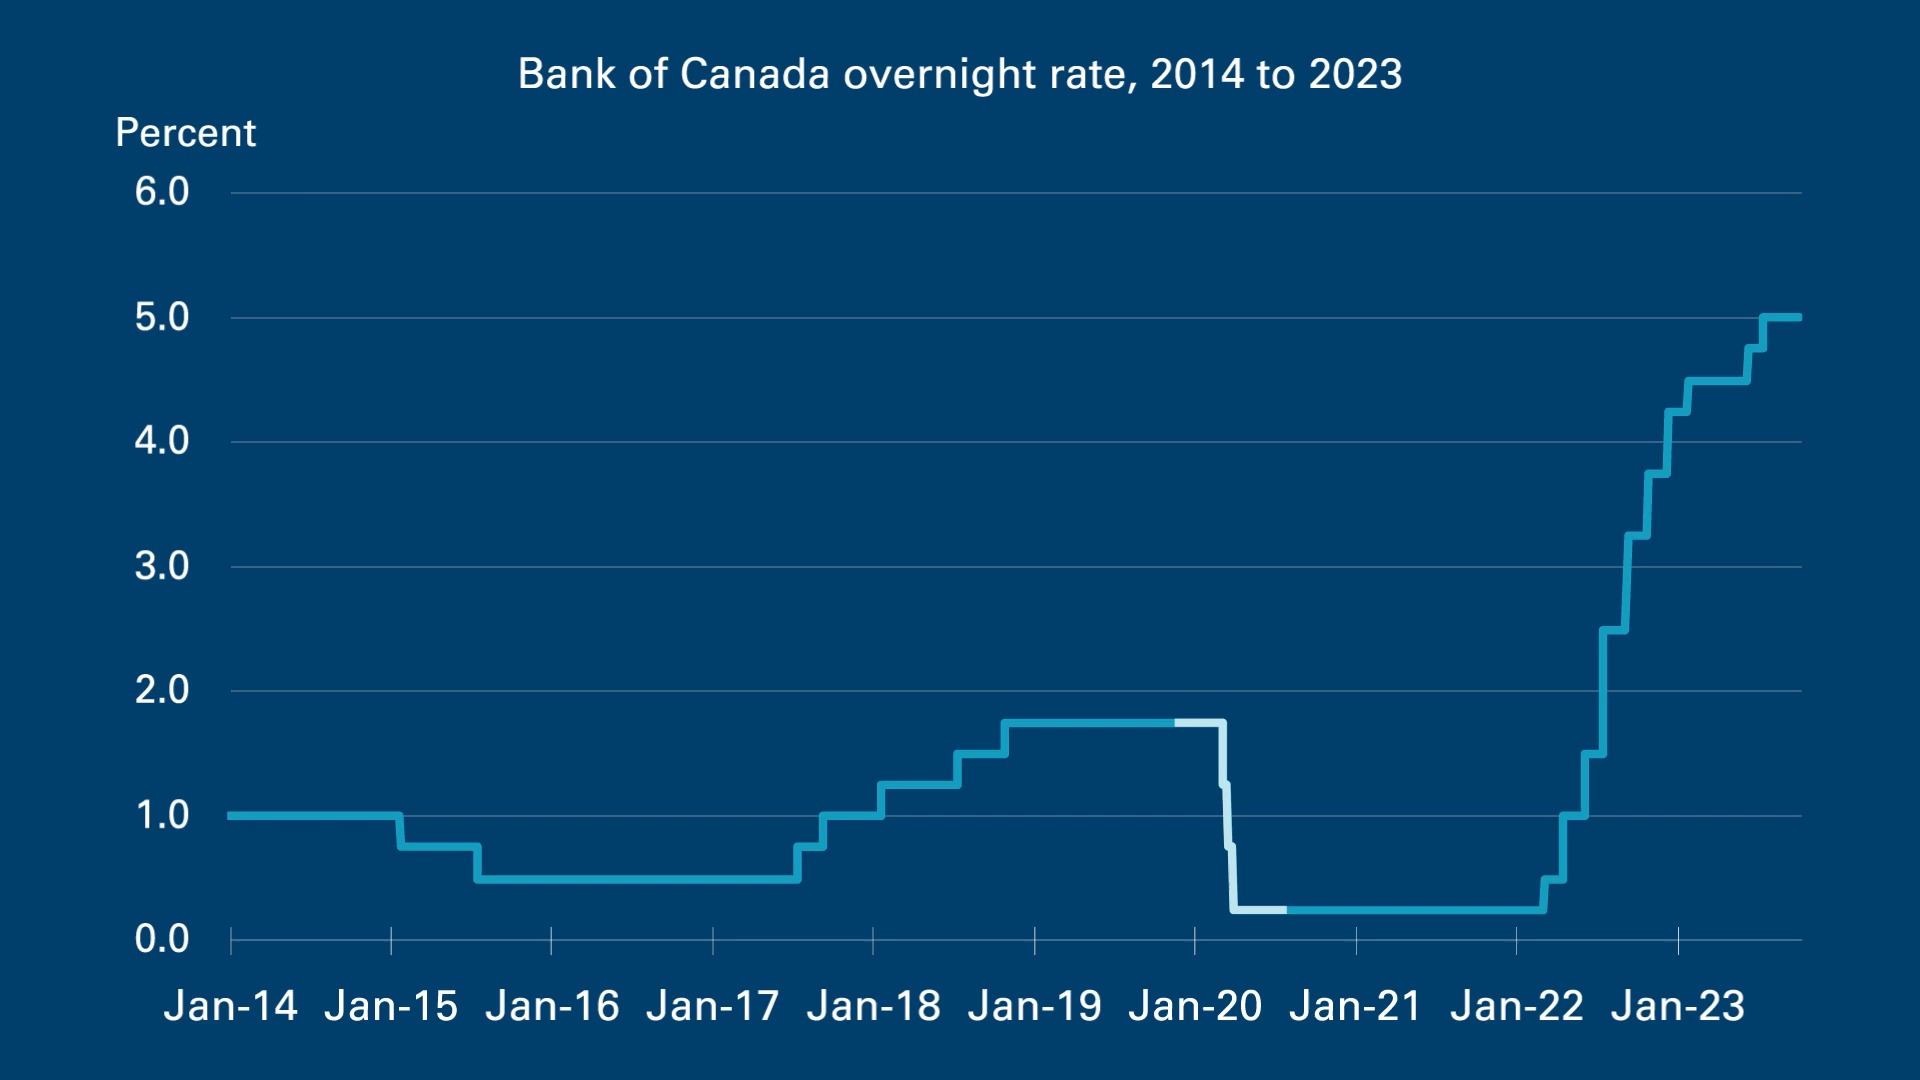 Bank of Canada overnight rate, 2014 to 2023
Percent
6.0
5.0
4.0
3.0
2.0
1.0
0.0
Jan-14 Jan-15 Jan-16 Jan-17 Jan-18 Jan-19 Jan-20 Jan-21 Jan-22 Jan-23